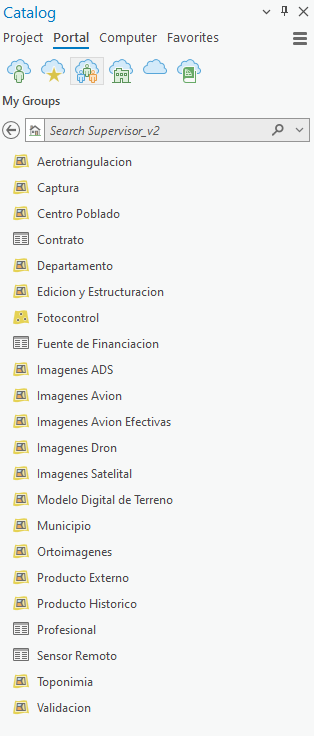 Catalog
Project Portal Computer Favorites
My Groups
Search Supervisor_v2
Aerotriangulacion
Captura
Centro Poblado
Contrato
Departamento
Edicion y Estructuracion
Fotocontrol
Fuente de Financiacion
Imagenes ADS
Imagenes Avion
Imagenes Avion Efectivas
Imagenes Dron
Imagenes Satelital
Modelo Digital de Terreno
Municipio
Ortoimagenes
Producto Externo
Producto Historico
Profesional
Sensor Remoto
Toponimia
Validacion